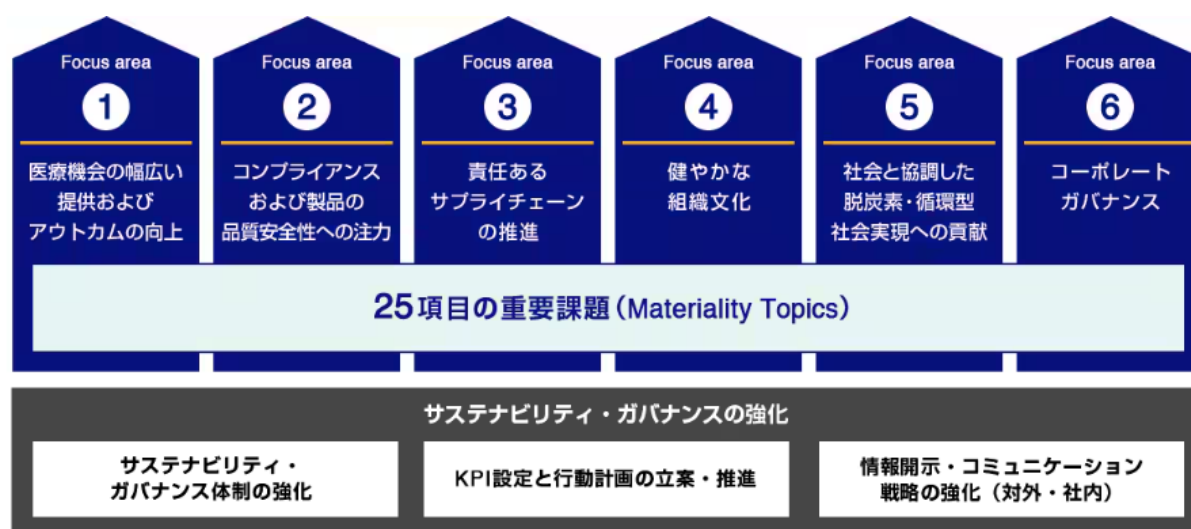 Focus area
1
医療機会の幅広い
提供および
アウトカムの向上
Focus area
2
コンプライアンス
および製品の
品質安全性への注力
Focus area
3
責任ある
サプライチェーン
の推進
Focus area
4
健やかな
組織文化
Focus area
5
社会と協調した
脱炭素・循環型
社会実現への貢献
Focus area
6
コーポレート
ガバナンス
25項目の重要課題（Materiality Topics）
サステナビリティ・ガバナンスの強化
サステナビリティ・
ガバナンス体制の強化
KPI設定と行動計画の立案・推進
情報開示・コミュニケーション
戦略の強化（対外・社内）